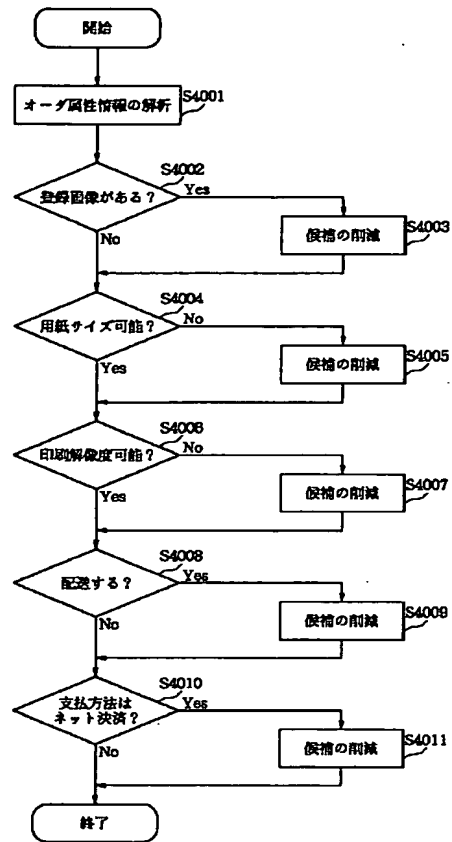 開始
S4001
オーダ属性情報の解析
S4002
登録画像がある？
Yes
No
S4003
候補の削減
S4004
用紙サイズ可能？
No
Yes
S4005
候補の削減
S4006
印刷解像度可能？
No
Yes
S4007
候補の削減
S4008
配送する？
Yes
No
S4009
候補の削減
S4010
支払方法は
ネット決済？
Yes
No
S4011
候補の削減
終了